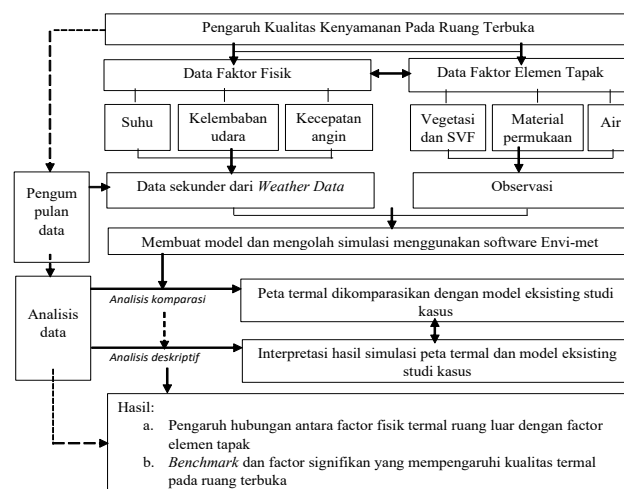 Pengaruh Kualitas Kenyamanan Pada Ruang Terbuka
Data Faktor Fisik
Data Faktor Elemen Tapak
Suhu
Kelembaban
udara
Kecepatan
angin
Vegetasi
dan SVF
Material
permukaan
Air
Pengum
pulan
data
Data sekunder dari Weather Data
Observasi
Membuat model dan mengolah simulasi menggunakan software Envi-met
Analisis
data
Analisis komparasi
Peta termal dikomparasikan dengan model eksisting studi
kasus
Analisis deskriptif
Interpretasi hasil simulasi peta termal dan model eksisting
studi kasus
Hasil:
a. Pengaruh hubungan antara factor fisik termal ruang luar dengan factor
elemen tapak
b. Benchmark dan factor signifikan yang mempengaruhi kualitas termal
pada ruang terbuka